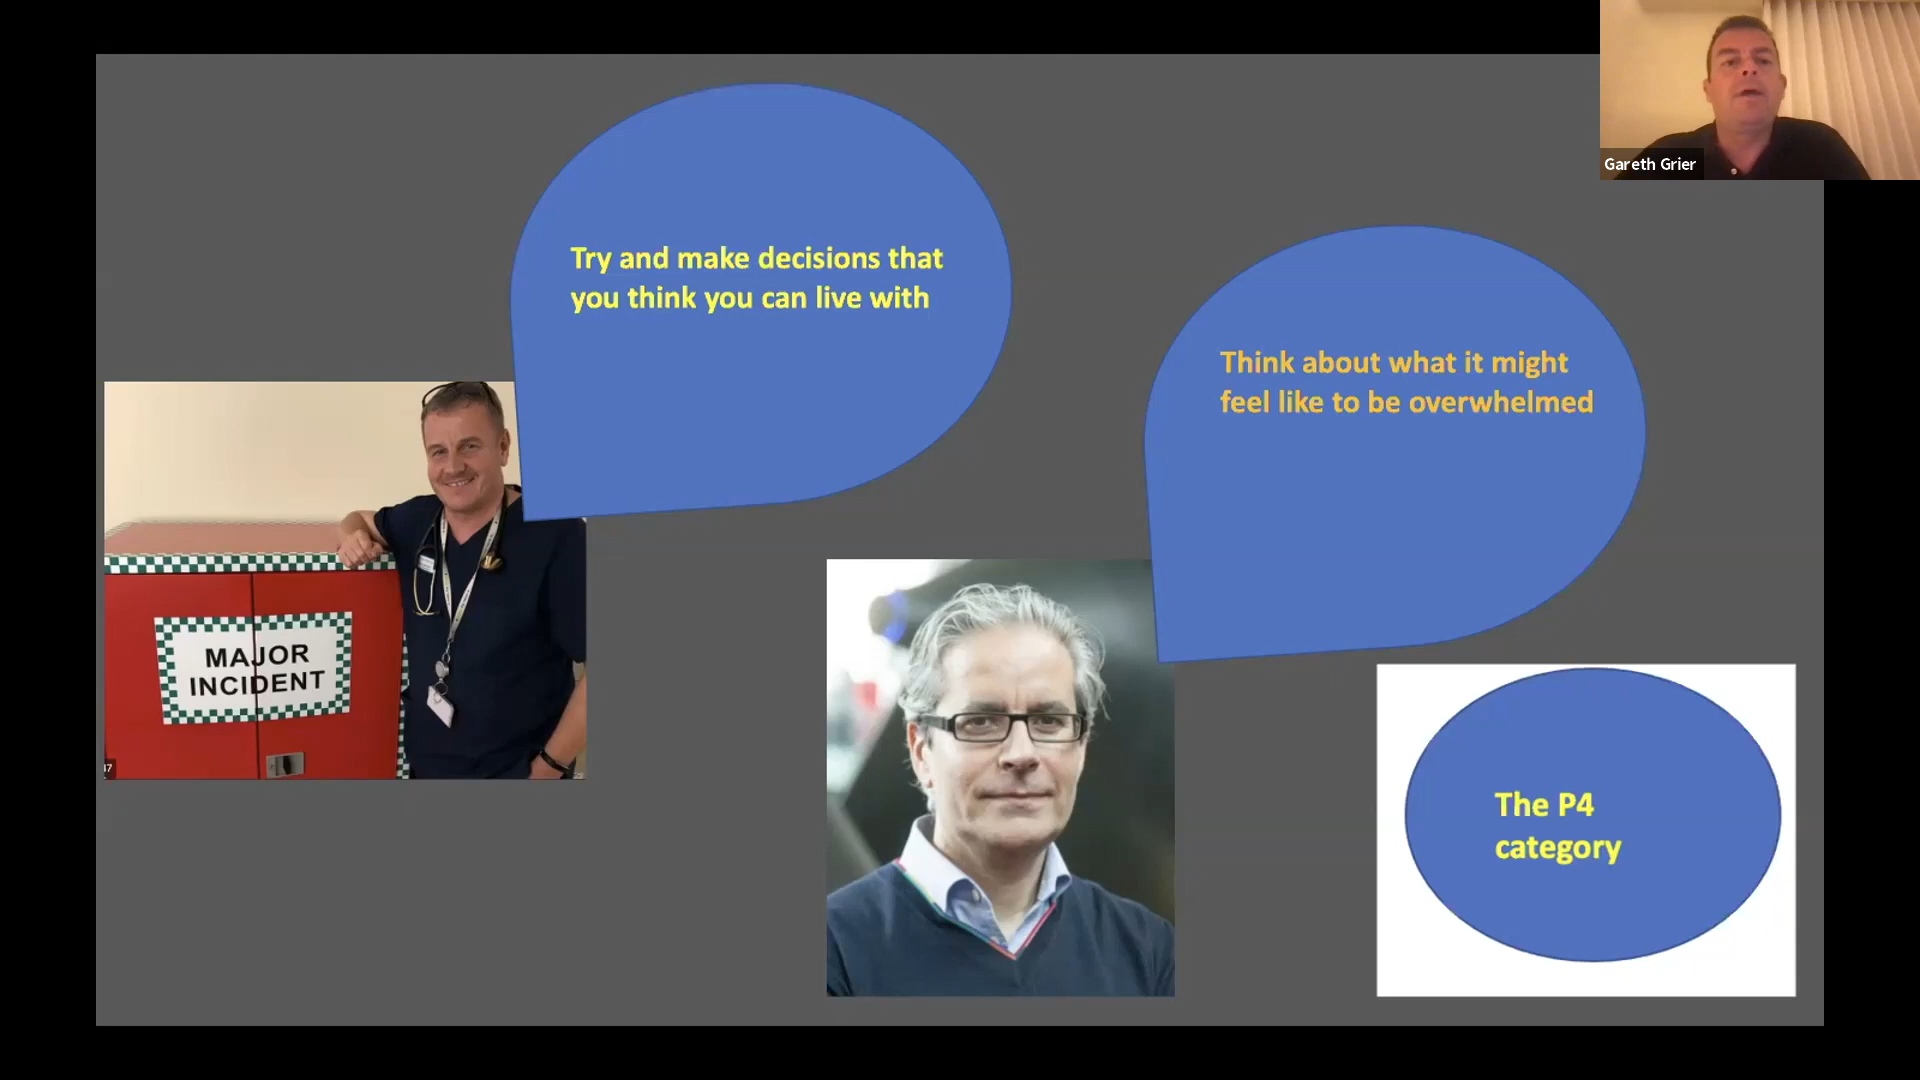 Gareth Grier
Try and make decisions that
you think you can live with
Think about what it might
feel like to be overwhelmed
MAJOR
INCIDENT
The P4
category